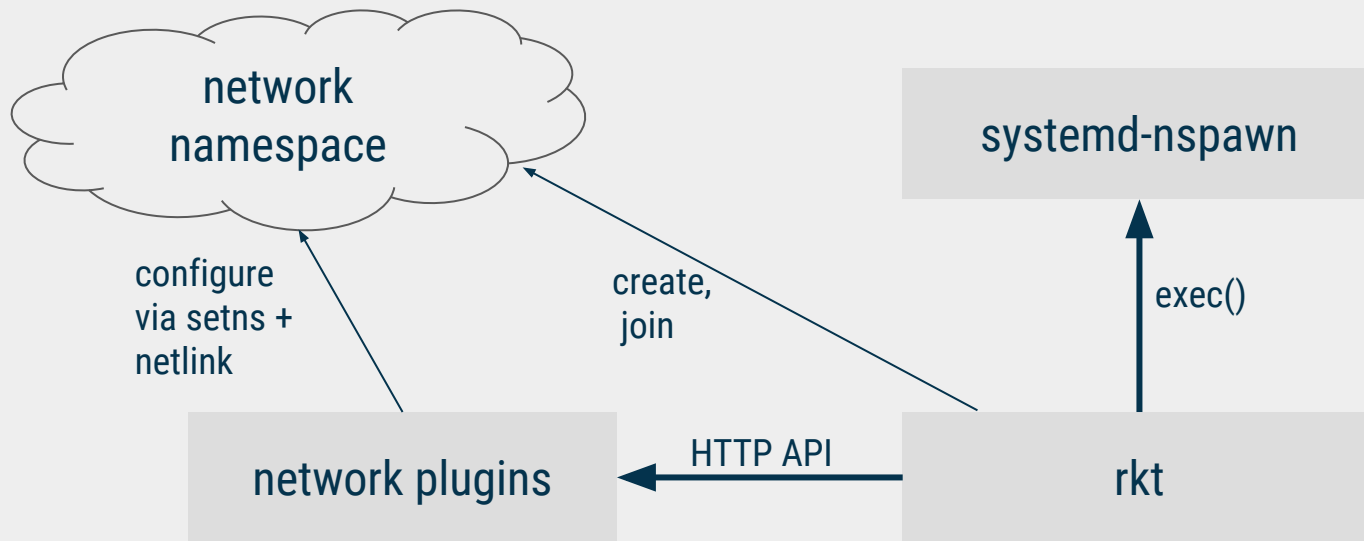 network
namespace
systemd-nspawn
configure
via setns +
netlink
create,
join
exec()
HTTP API
network plugins
rkt